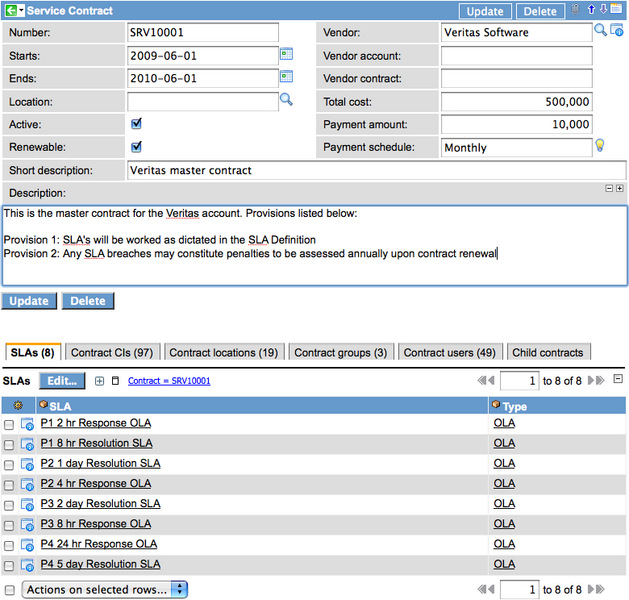 Service Contract Update Delete
Number: SRV10001 Vendor: Veritas Software
Starts: 2009-06-01 Vendor account:
Ends: 2010-06-01 Vendor contract:
Location: Total cost: 500,000
Active: Payment amount: 10,000
Renewable: Payment schedule: Monthly
Short description: Veritas master contract
Description:
This is the master contract for the Veritas account. Provisions listed below:
Provision 1: SLA's will be worked as dictated in the SLA Definition
Provision 2: Any SLA breaches may constitute penalties to be assessed annually upon contract renewal
Update Delete
SLAs (8) Contract CIs (97) Contract locations (19) Contract groups (3) Contract users (49) Child contracts
SLAs Edit... Contract = SRV10001 1 to 8 of 8
SLA Type
P1 2 hr Response OLA OLA
P1 8 hr Resolution SLA OLA
P2 1 day Resolution SLA OLA
P2 4 hr Response OLA OLA
P3 2 day Resolution SLA OLA
P3 8 hr Response OLA OLA
P4 24 hr Response OLA OLA
P4 5 day Resolution SLA OLA
Actions on selected rows... 1 to 8 of 8